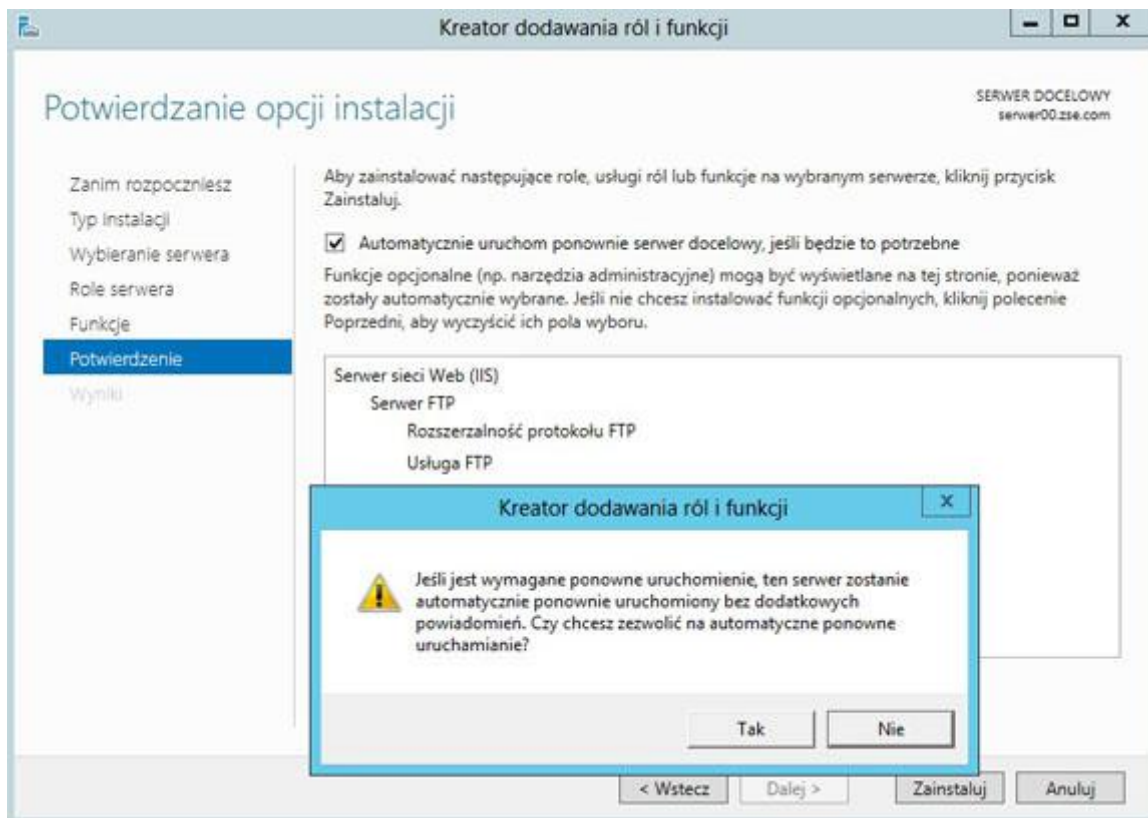 Kreator dodawania ról i funkcji
Potwierdzanie opcji instalacji
SERWER DOCELOWY
serwer00.zse.com
Zanim rozpoczniesz
Typ instalacji
Wybieranie serwera
Role serwera
Funkcje
Potwierdzenie
Wyniki
Aby zainstalować następujące role, usługi ról lub funkcje na wybranym serwerze, kliknij przycisk
Zainstaluj.
Automatycznie uruchom ponownie serwer docelowy, jeśli będzie to potrzebne
Funkcje opcjonalne (np. narzędzia administracyjne) mogą być wyświetlane na tej stronie, ponieważ
zostały automatycznie wybrane. Jeśli nie chcesz instalować funkcji opcjonalnych, kliknij polecenie
Poprzedni, aby wyczyścić ich pola wyboru.
Serwer sieci Web (IIS)
Serwer FTP
Rozszerzalność protokołu FTP
Usługa FTP
Kreator dodawania ról i funkcji
Jeśli jest wymagane ponowne uruchomienie, ten serwer zostanie
automatycznie ponownie uruchomiony bez dodatkowych
powiadomień. Czy chcesz zezwolić na automatyczne ponowne
uruchamianie?
Tak
Nie
< Wstecz
Dalej >
Zainstaluj
Anuluj